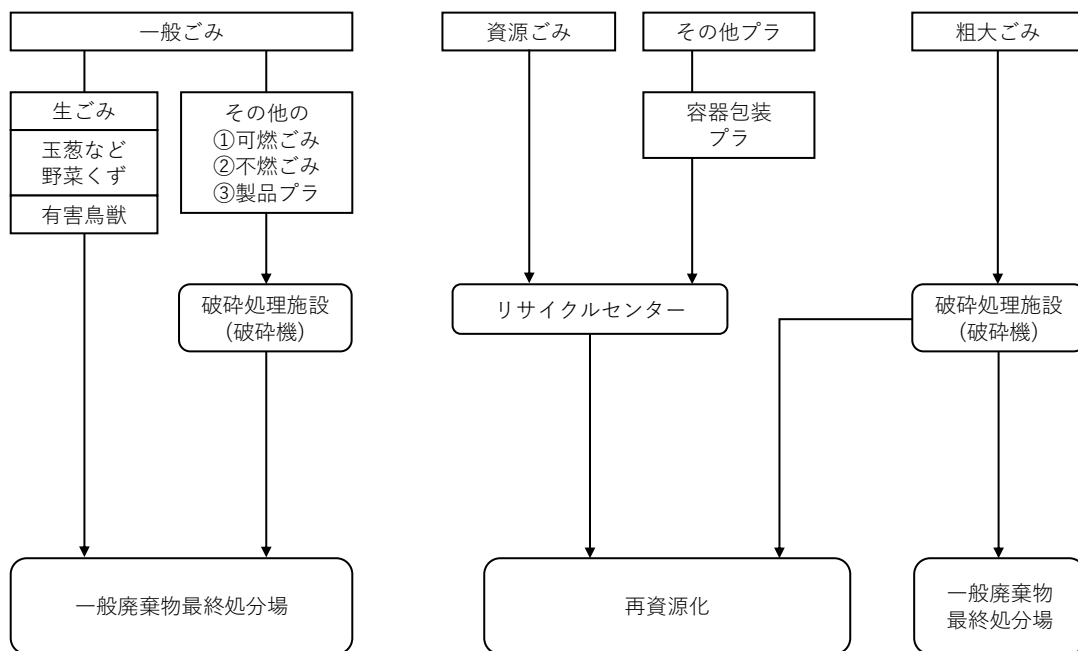 一般ごみ
資源ごみ
その他プラ
粗大ごみ
生ごみ
玉葱など
野菜くず
有害鳥獣
その他の
①可燃ごみ
②不燃ごみ
③製品プラ
容器包装
プラ
破砕処理施設
(破砕機)
リサイクルセンター
破砕処理施設
(破砕機)
一般廃棄物最終処分場
再資源化
一般廃棄物
最終処分場